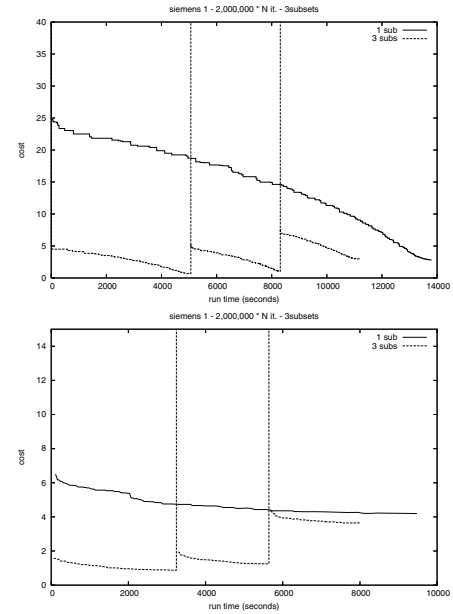 siemens 1 - 2,000,000 * N it. - 3subsets
40
35
30
25
20
15
10
5
0
cost
1 sub
3 subs
0 2000 4000 6000 8000 10000 12000 14000
run time (seconds)
siemens 1 - 2,000,000 * N it. - 3subsets
14
12
10
8
6
4
2
0
cost
1 sub
3 subs
0 2000 4000 6000 8000 10000
run time (seconds)